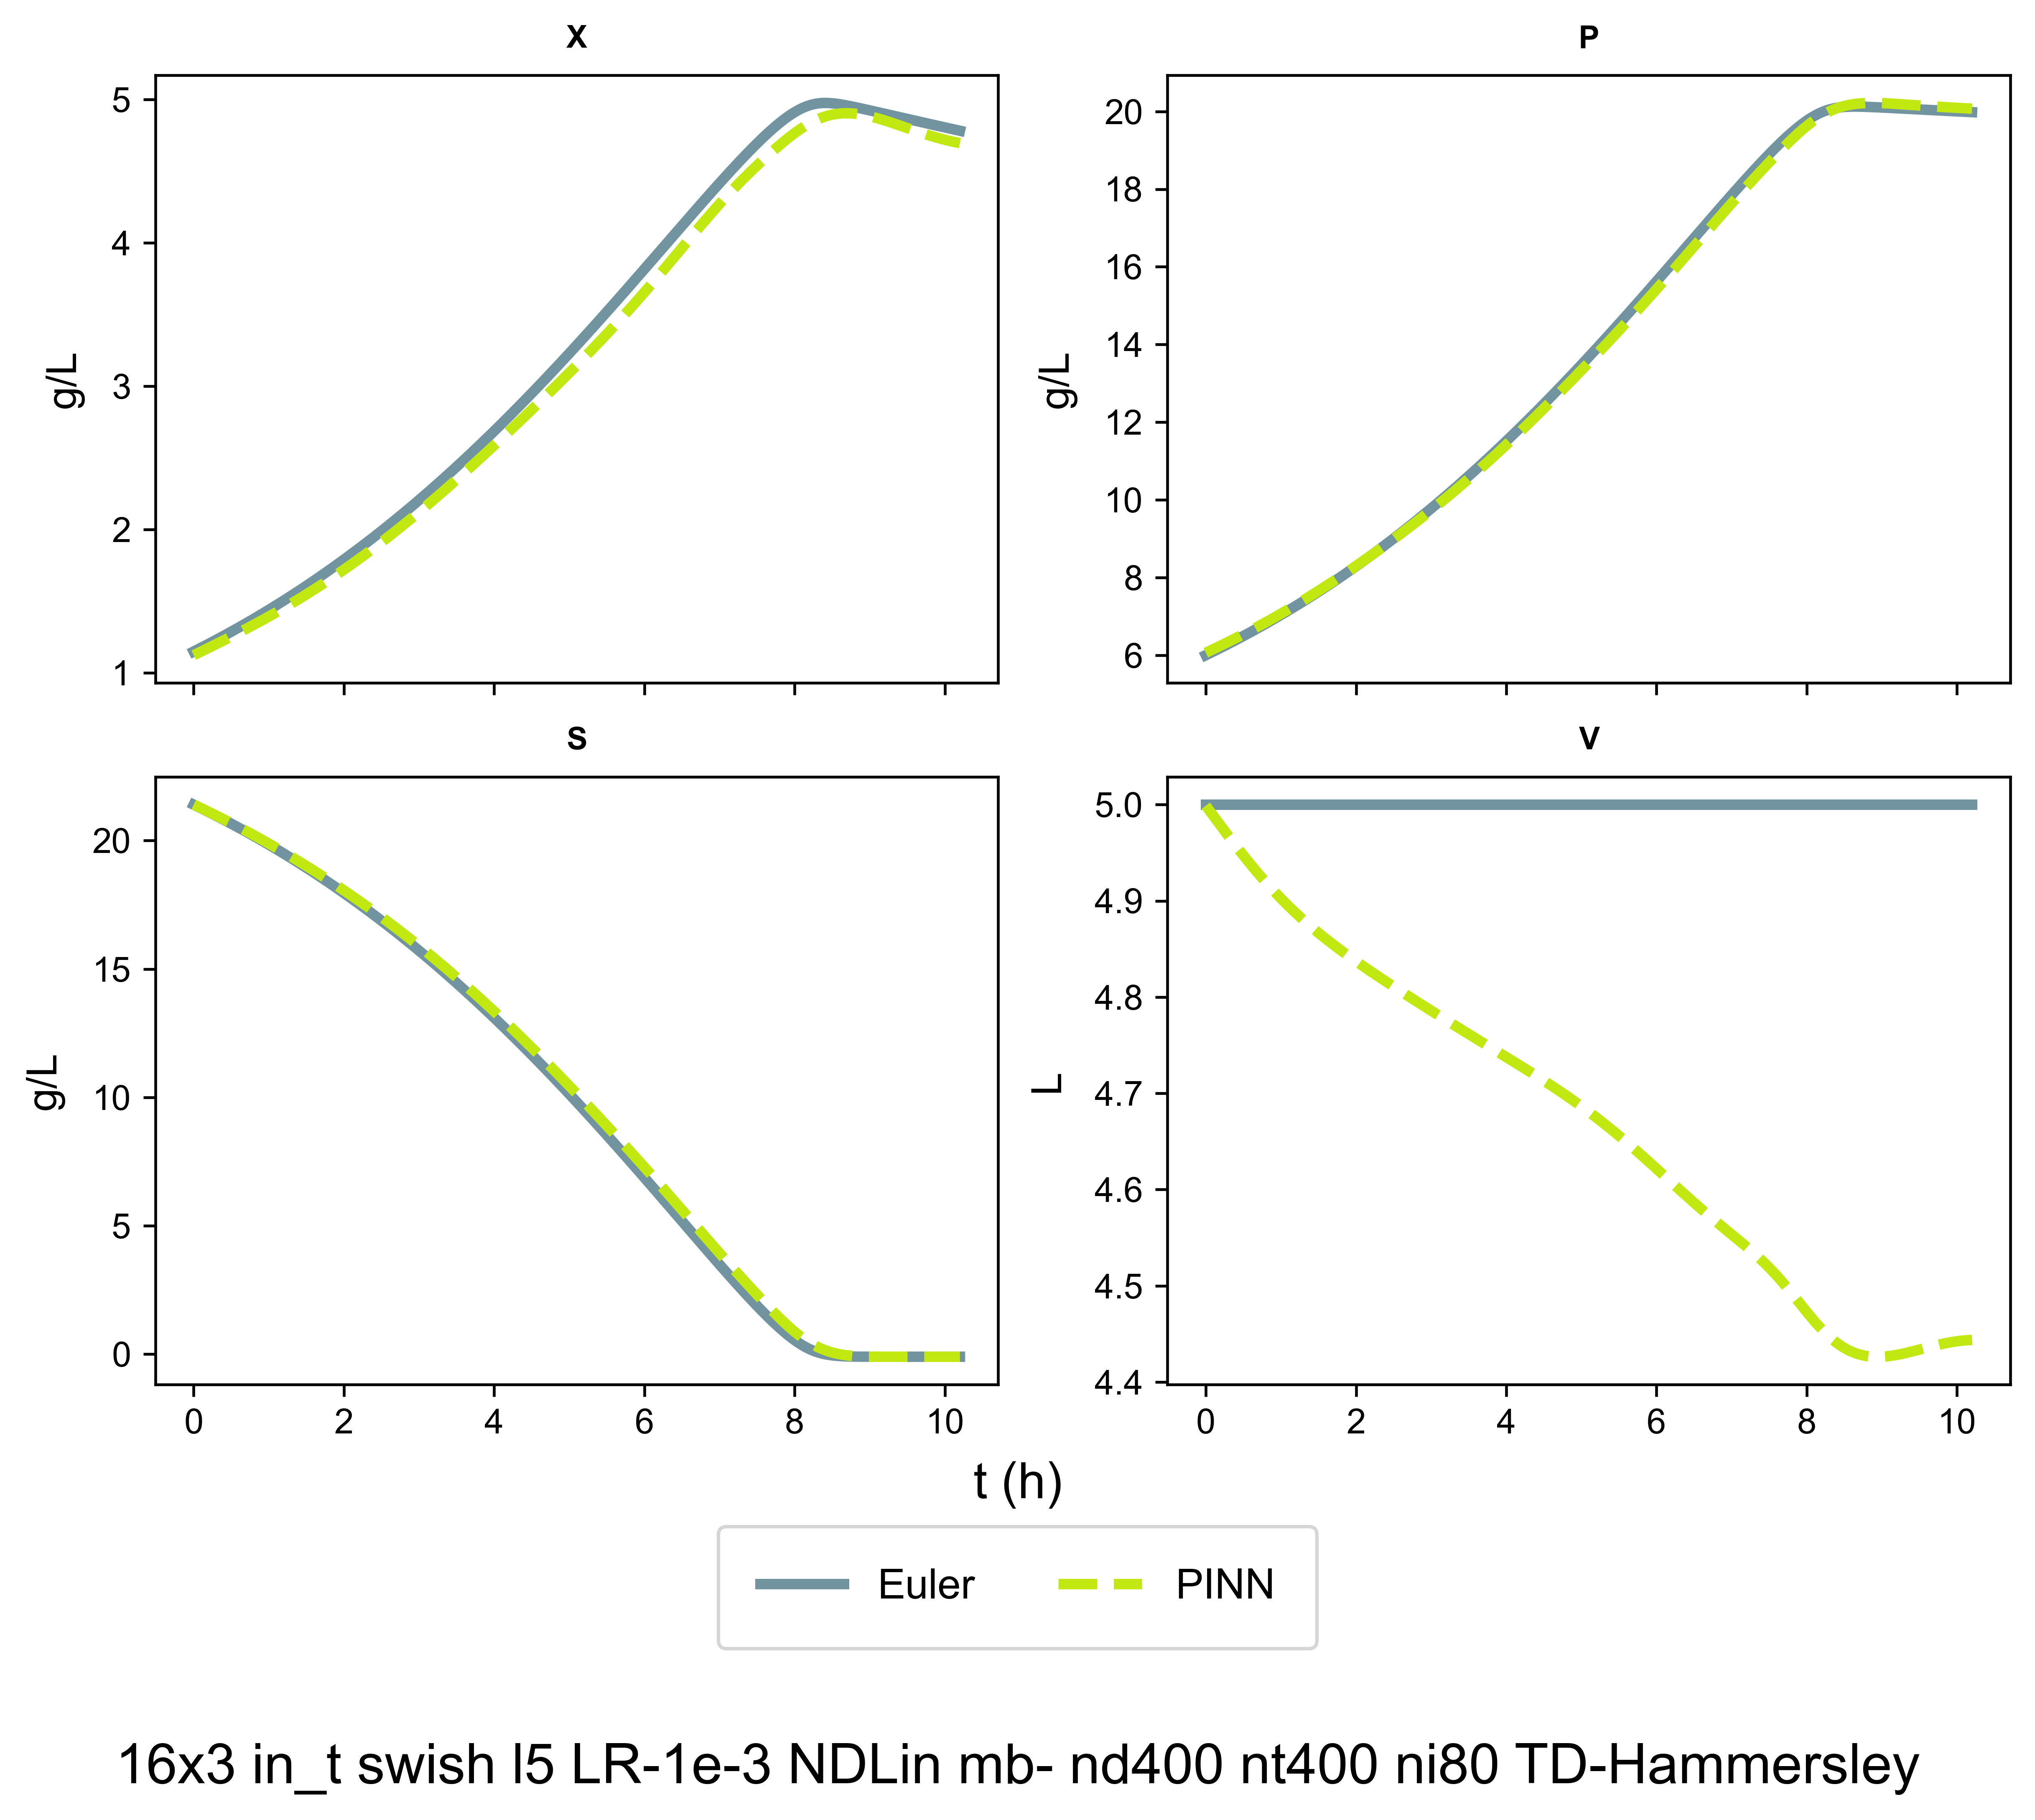 X
5
4
3
2
1
g/L
P
20
18
16
14
12
10
8
6
g/L
S
20
15
10
5
0
g/L
0 2 4 6 8 10
V
5.0
4.9
4.8
4.7
4.6
4.5
4.4
L
0 2 4 6 8 10
t (h)
Euler PINN
16x3 in_t swish l5 LR-1e-3 NDLin mb- nd400 nt400 ni80 TD-Hammersley